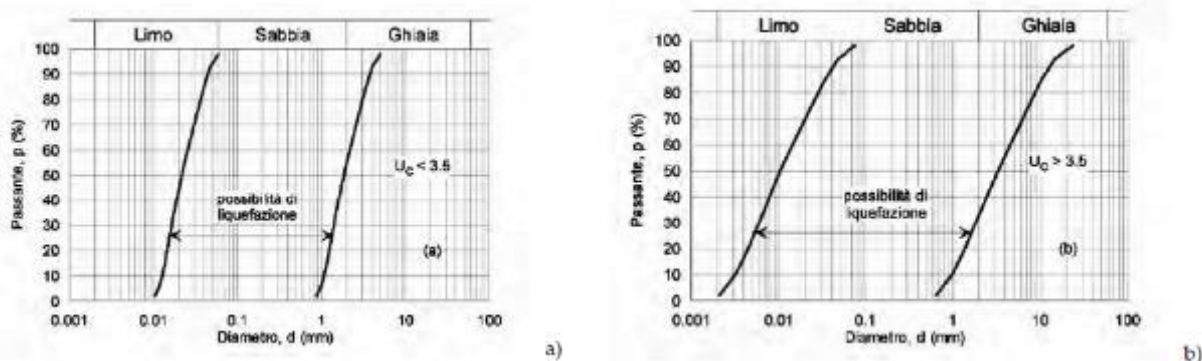 Limo Sabbia Ghiaia
100
90
80
70
60
50
40
30
20
10
0
Passante, p (%)
U_C < 3.5
possibilità di
liquefazione
(a)
0.001 0.01 0.1 1 10 100
Diametro, d (mm)
a)
Limo Sabbia Ghiaia
100
90
80
70
60
50
40
30
20
10
0
Passante, p (%)
U_C > 3.5
possibilità di
liquefazione
(b)
0.001 0.01 0.1 1 10 100
Diametro, d (mm)
b)